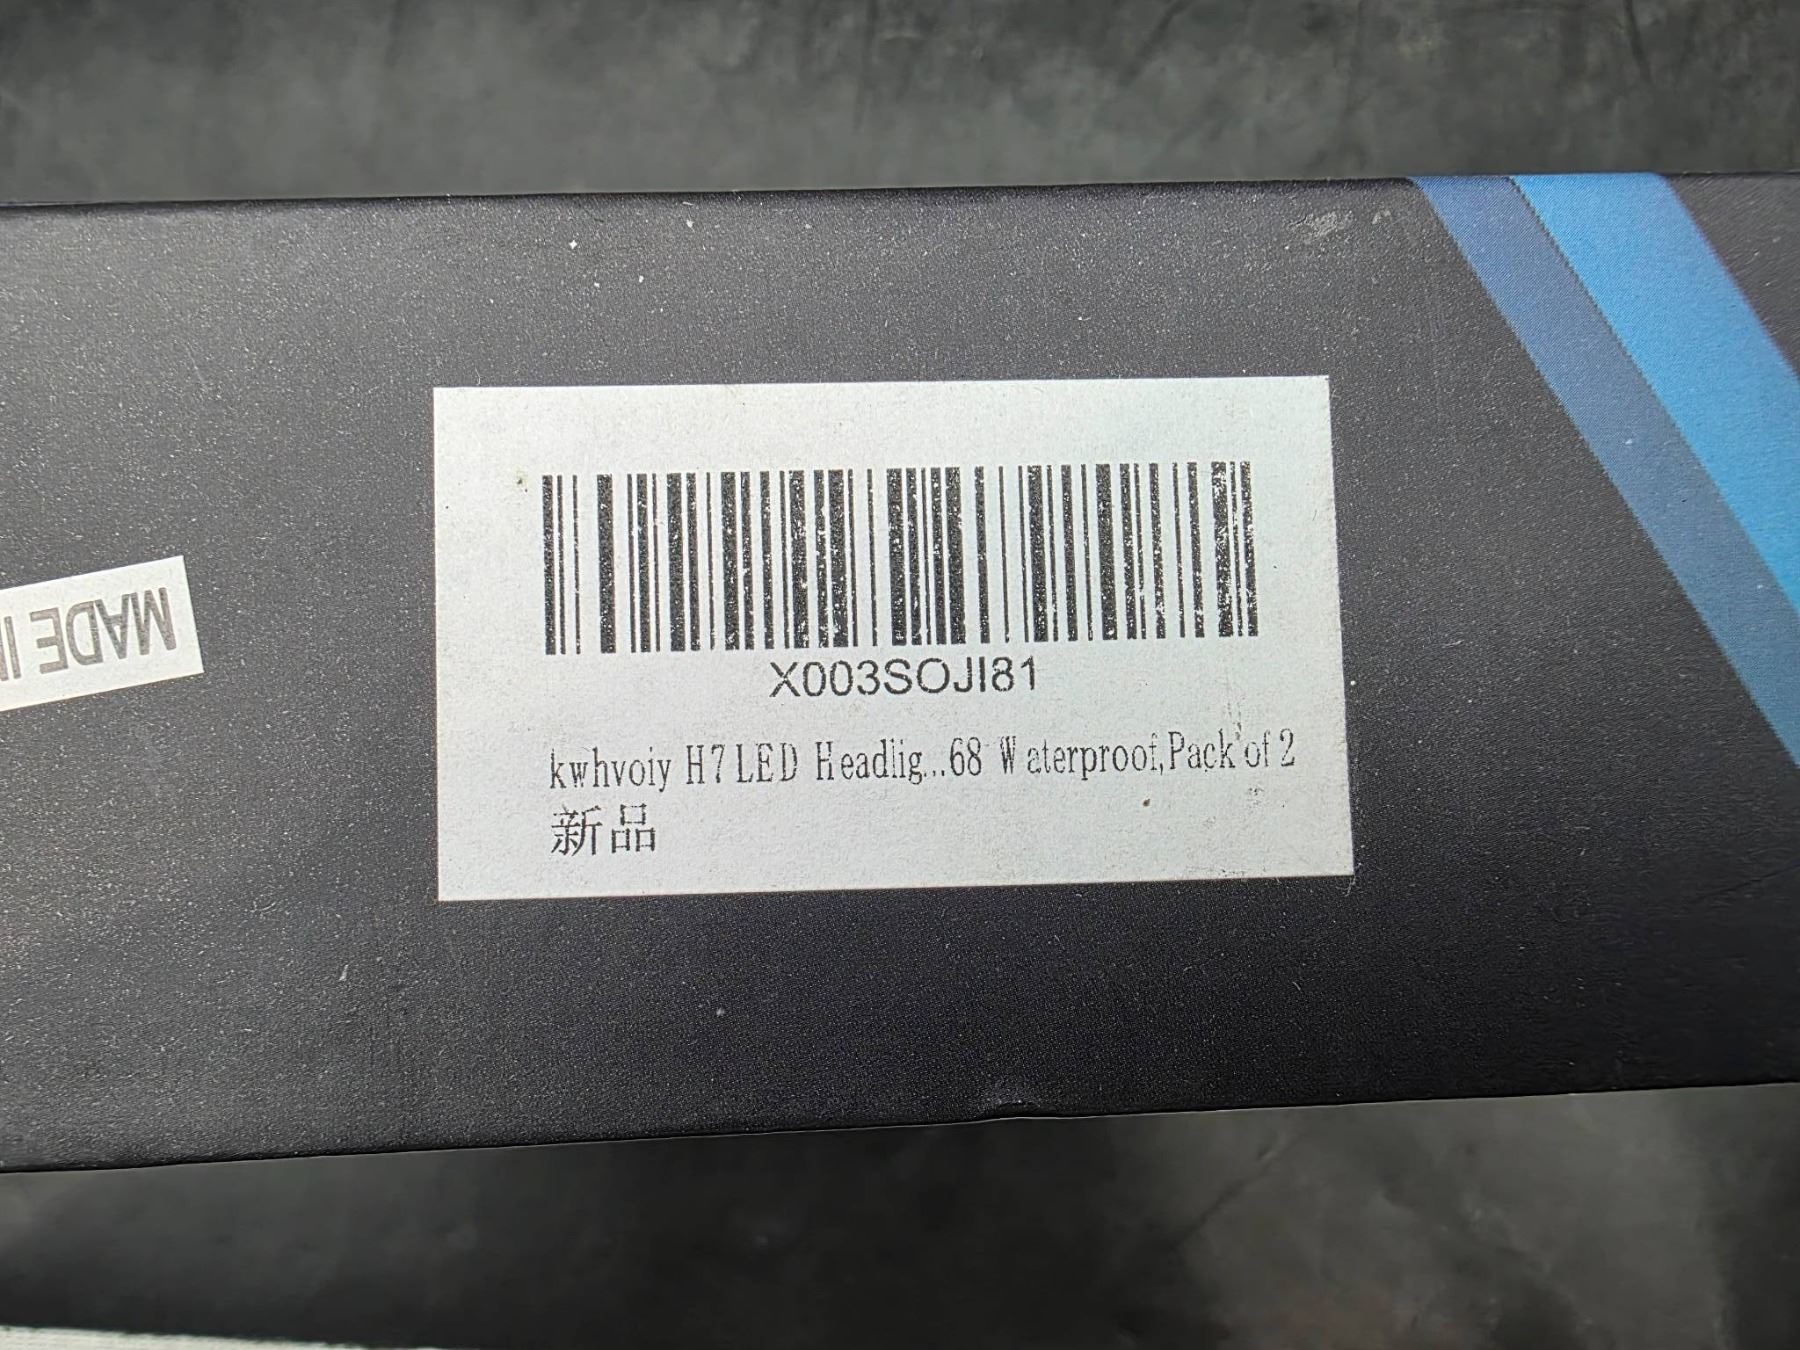 X003SOJI81
kwhvoiy H7 LED Headlig...68 Waterproof,Pack of 2
新品
MADE I